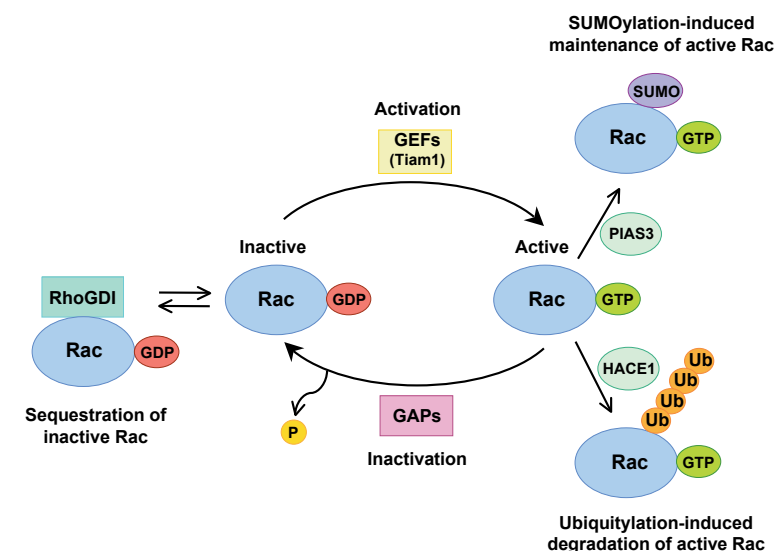 SUMOylation-induced
maintenance of active Rac
SUMO
Rac
GTP
Activation
GEFs
(Tiam1)
PIAS3
Inactive
Active
RhoGDI
Rac
GDP
Rac
GTP
Rac
GDP
HACE1
Ub
Ub
Ub
Ub
Sequestration of
inactive Rac
P
GAPs
Inactivation
Rac
GTP
Ubiquitylation-induced
degradation of active Rac